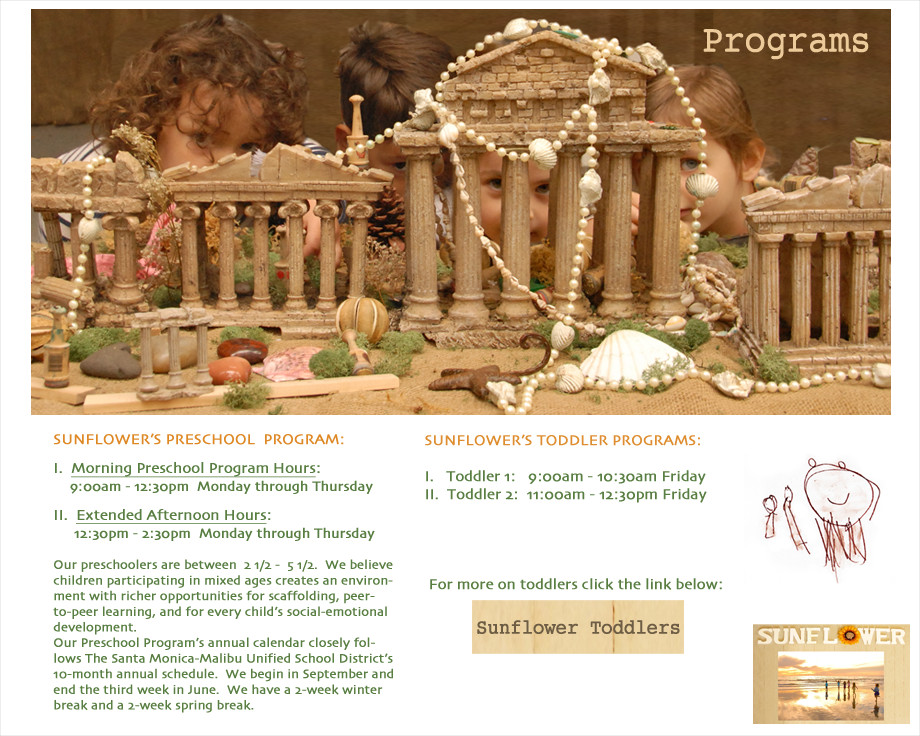 Programs
SUNFLOWER'S PRESCHOOL PROGRAM:
I. Morning Preschool Program Hours:
9:00am - 12:30pm Monday through Thursday
II. Extended Afternoon Hours:
12:30pm - 2:30pm Monday through Thursday
Our preschoolers are between 2 1/2 - 5 1/2. We believe
children participating in mixed ages creates an environ-
ment with richer opportunities for scaffolding, peer-
to-peer learning, and for every child's social-emotional
development.
Our Preschool Program's annual calendar closely fol-
lows The Santa Monica-Malibu Unified School District's
10-month annual schedule. We begin in September and
end the third week in June. We have a 2-week winter
break and a 2-week spring break.
SUNFLOWER'S TODDLER PROGRAMS:
I. Toddler 1: 9:00am - 10:30am Friday
II. Toddler 2: 11:00am - 12:30pm Friday
For more on toddlers click the link below:
Sunflower Toddlers
SUNFLOWER